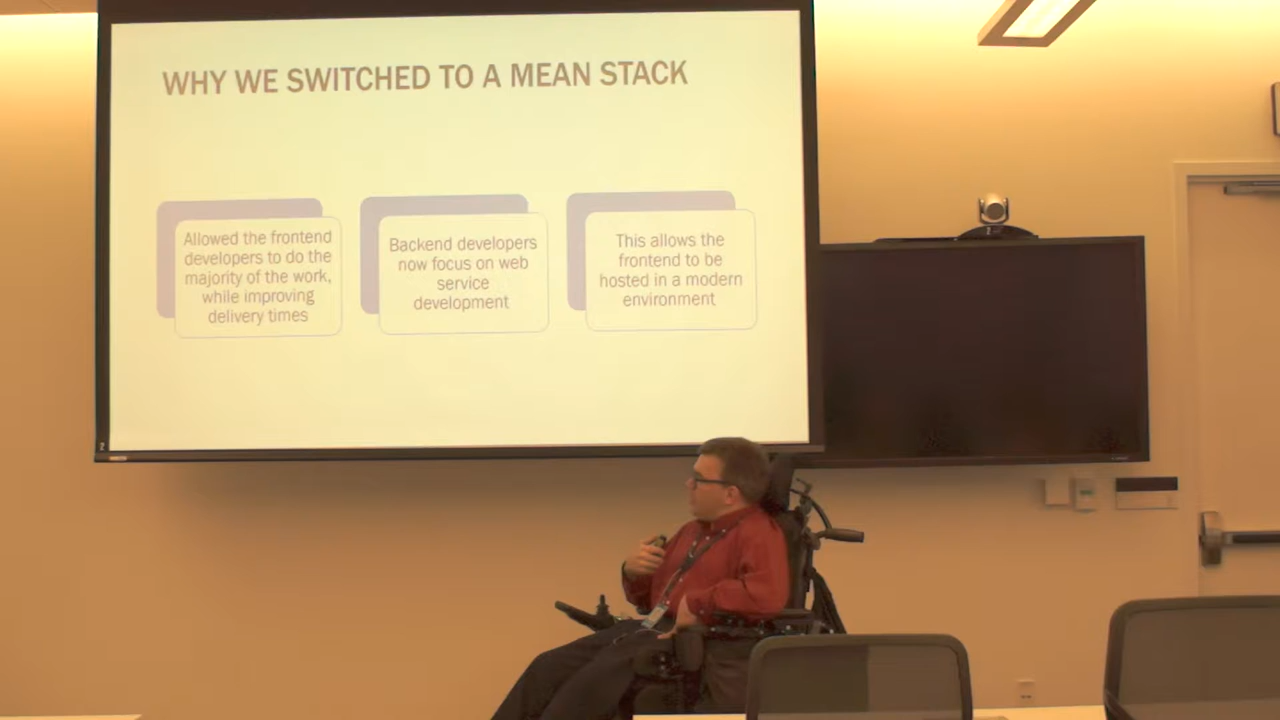 WHY WE SWITCHED TO A MEAN STACK
Allowed the frontend
developers to do the
majority of the work,
while improving
delivery times
Backend developers
now focus on web
service
development
This allows the
frontend to be
hosted in a modern
environment